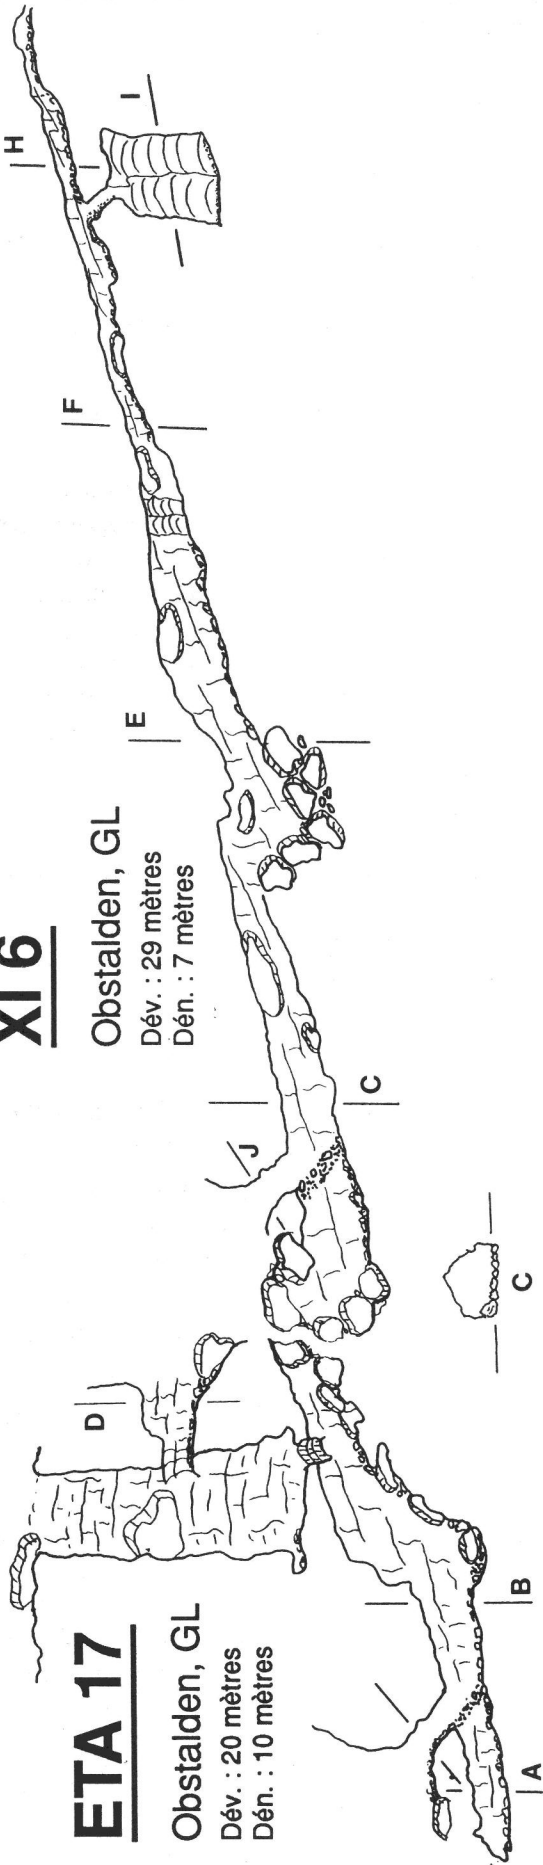 XI 6
Obstalden, GL
Dév. : 29 mètres
Dén. : 7 mètres
ETA 17
Obstalden, GL
Dév. : 20 mètres
Dén. : 10 mètres
A
B
C
C
D
E
F
H
I
J